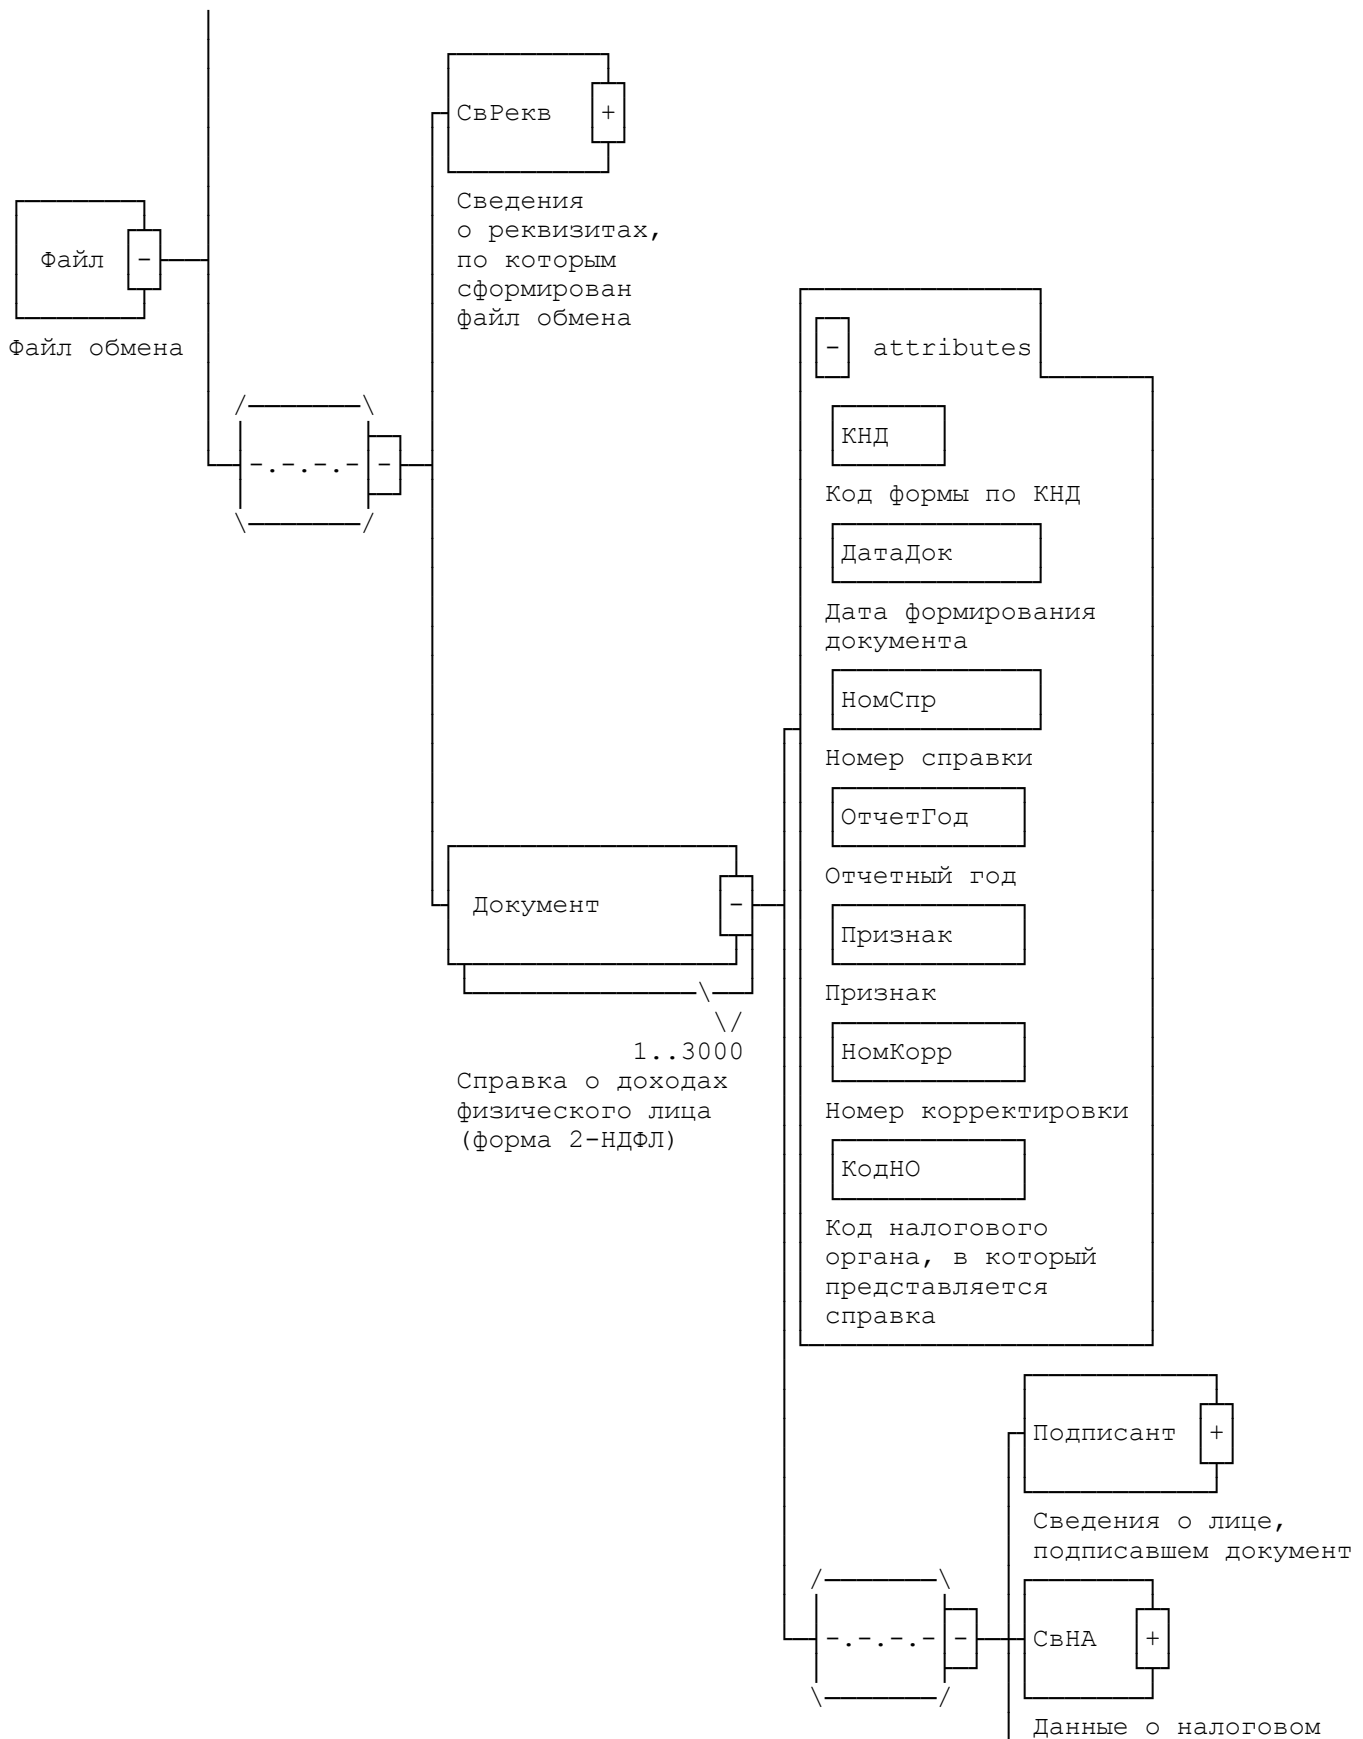 СвРекв +
Сведения
о реквизитах,
по которым
сформирован
файл обмена
Файл -
Файл обмена
-.-.-.- -
Документ -
1..3000
Справка о доходах
физического лица
(форма 2-НДФЛ)
- attributes
КНД
Код формы по КНД
ДатаДок
Дата формирования
документа
НомСпр
Номер справки
ОтчетГод
Отчетный год
Признак
Признак
НомКорр
Номер корректировки
КодНО
Код налогового
органа, в который
представляется
справка
-.-.-.- -
Подписант +
Сведения о лице,
подписавшем документ
СвНА +
Данные о налоговом